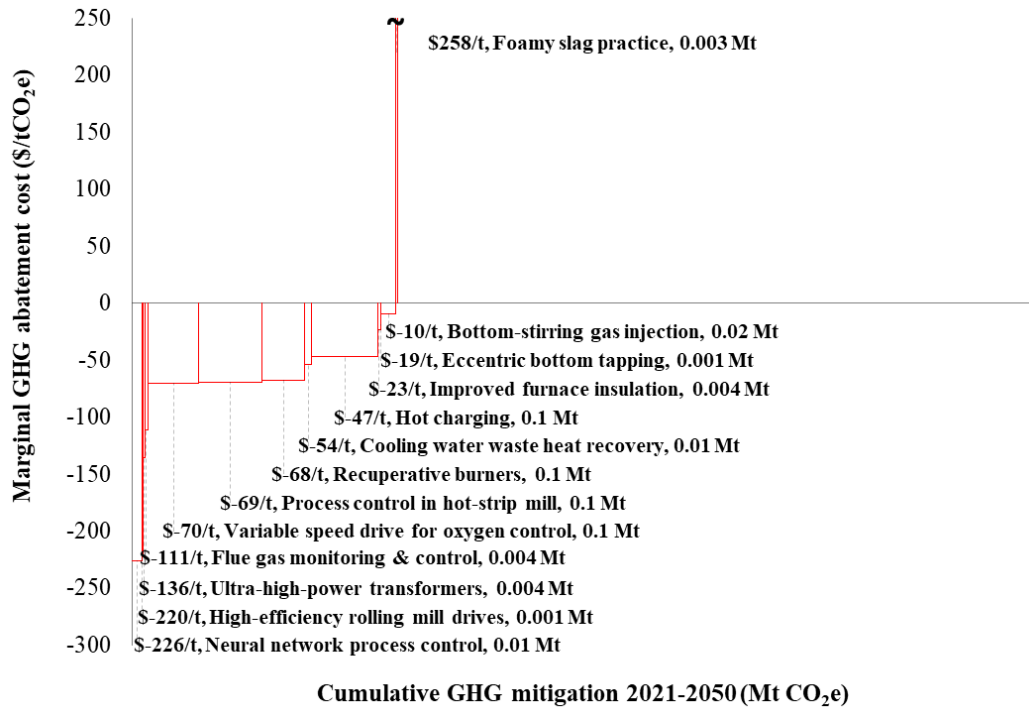 Marginal GHG abatement cost ($/tCO₂e)
250
200
150
100
50
0
-50
-100
-150
-200
-250
-300
$258/t, Foamy slag practice, 0.003 Mt
$-10/t, Bottom-stirring gas injection, 0.02 Mt
$-19/t, Eccentric bottom tapping, 0.001 Mt
$-23/t, Improved furnace insulation, 0.004 Mt
$-47/t, Hot charging, 0.1 Mt
$-54/t, Cooling water waste heat recovery, 0.01 Mt
$-68/t, Recuperative burners, 0.1 Mt
$-69/t, Process control in hot-strip mill, 0.1 Mt
$-70/t, Variable speed drive for oxygen control, 0.1 Mt
$-111/t, Flue gas monitoring & control, 0.004 Mt
$-136/t, Ultra-high-power transformers, 0.004 Mt
$-220/t, High-efficiency rolling mill drives, 0.001 Mt
$-226/t, Neural network process control, 0.01 Mt
Cumulative GHG mitigation 2021-2050 (Mt CO₂e)